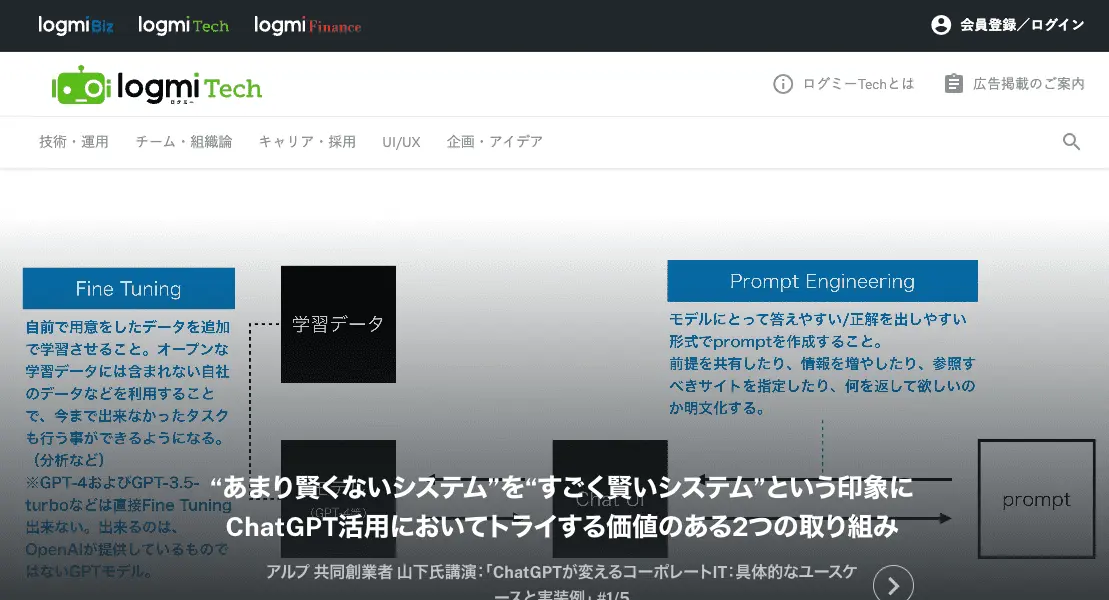 logmi Biz logmi Tech logmi Finance 会員登録／ログイン
logmi Tech ログミーTechとは 広告掲載のご案内
ログミー
技術・運用 チーム・組織論 キャリア・採用 UI/UX 企画・アイデア
Fine Tuning
自前で用意をしたデータを追加
で学習させること。オープンな
学習データには含まれない自社
のデータなどを利用すること
で、今まで出来なかったタスク
も行う事ができるようになる。
（分析など）
※GPT-4およびGPT-3.5-
turboなどは直接Fine Tuning
出来ない。出来るのは、
OpenAIが提供しているもので
はないGPTモデル。
学習データ
Prompt Engineering
モデルにとって答えやすい/正解を出しやすい
形式でpromptを作成すること。
前提を共有したり、情報を増やしたり、参照す
べきサイトを指定したり、何を返して欲しいの
か明文化する。
Chat UI
prompt
“あまり賢くないシステム”を“すごく賢いシステム”という印象に
ChatGPT活用においてトライする価値のある2つの取り組み
アルプ 共同創業者 山下氏講演：「ChatGPTが変えるコーポレートIT：具体的なユースケ
ースと実装例」 #1/5